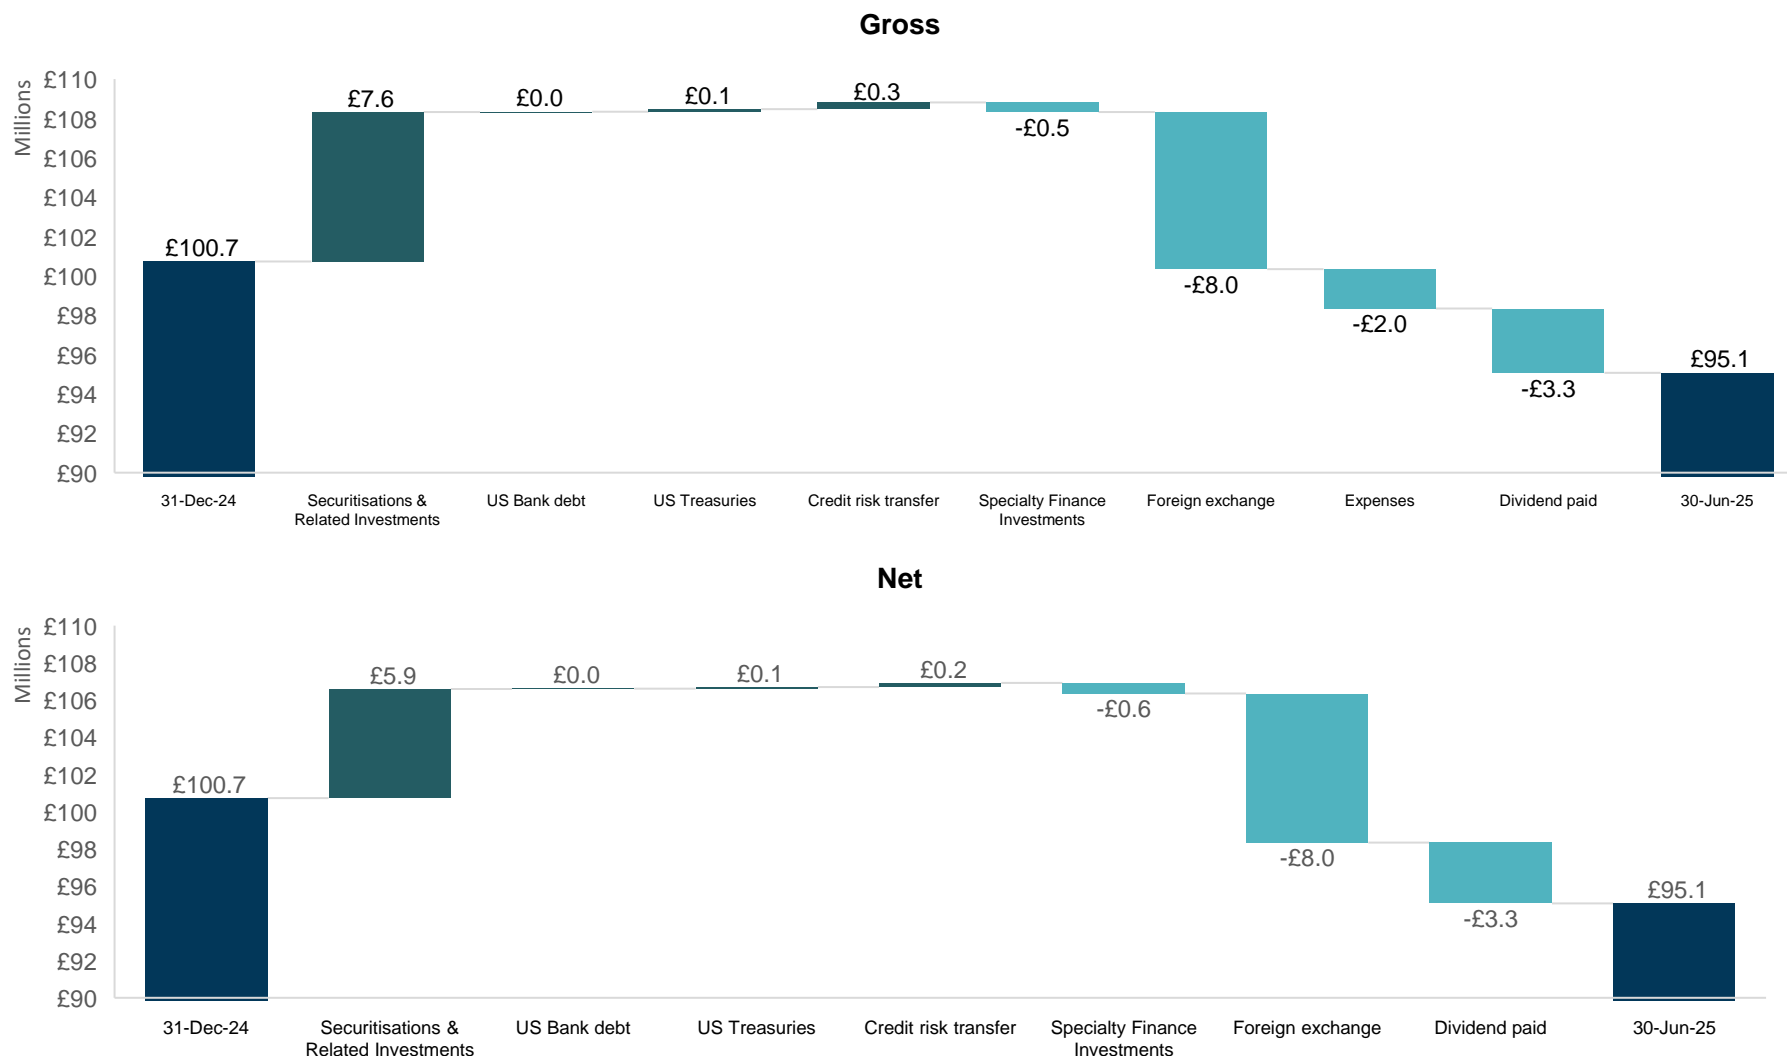 Gross
Millions
£110
£108
£106
£104
£102
£100
£98
£96
£94
£92
£90
£100.7
£7.6
£0.0
£0.1
£0.3
-£0.5
-£8.0
-£2.0
-£3.3
£95.1
31-Dec-24
Securitisations &
Related Investments
US Bank debt
US Treasuries
Credit risk transfer
Specialty Finance
Investments
Foreign exchange
Expenses
Dividend paid
30-Jun-25
Net
Millions
£110
£108
£106
£104
£102
£100
£98
£96
£94
£92
£90
£100.7
£5.9
£0.0
£0.1
£0.2
-£0.6
-£8.0
-£3.3
£95.1
31-Dec-24
Securitisations &
Related Investments
US Bank debt
US Treasuries
Credit risk transfer
Specialty Finance
Investments
Foreign exchange
Dividend paid
30-Jun-25